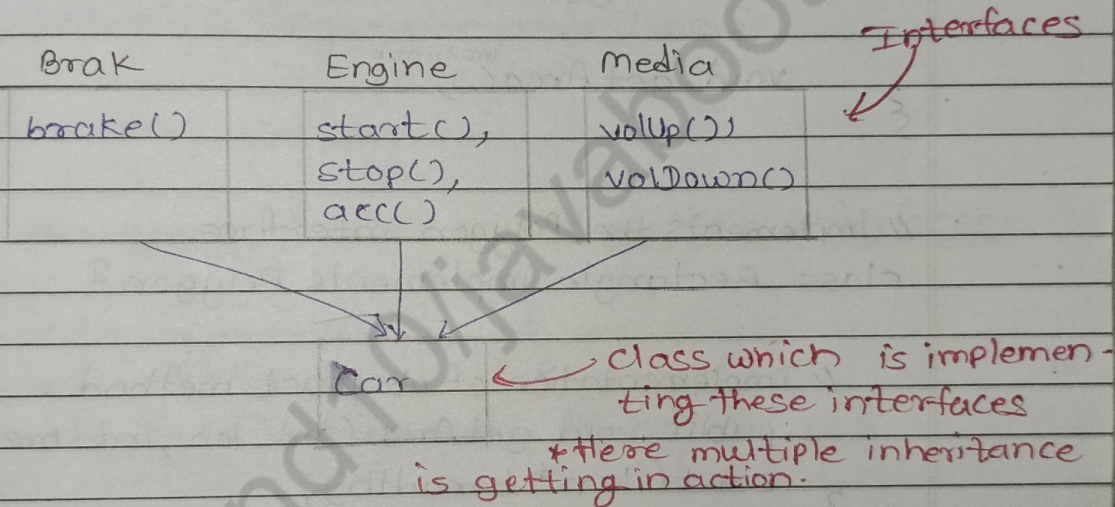 Interfaces
Brak Engine Media
brake() start(), volUp(),
stop(), volDown()
acc()
Car
class which is implemen-
ting these interfaces
*Here multiple inheritance
is getting in action.